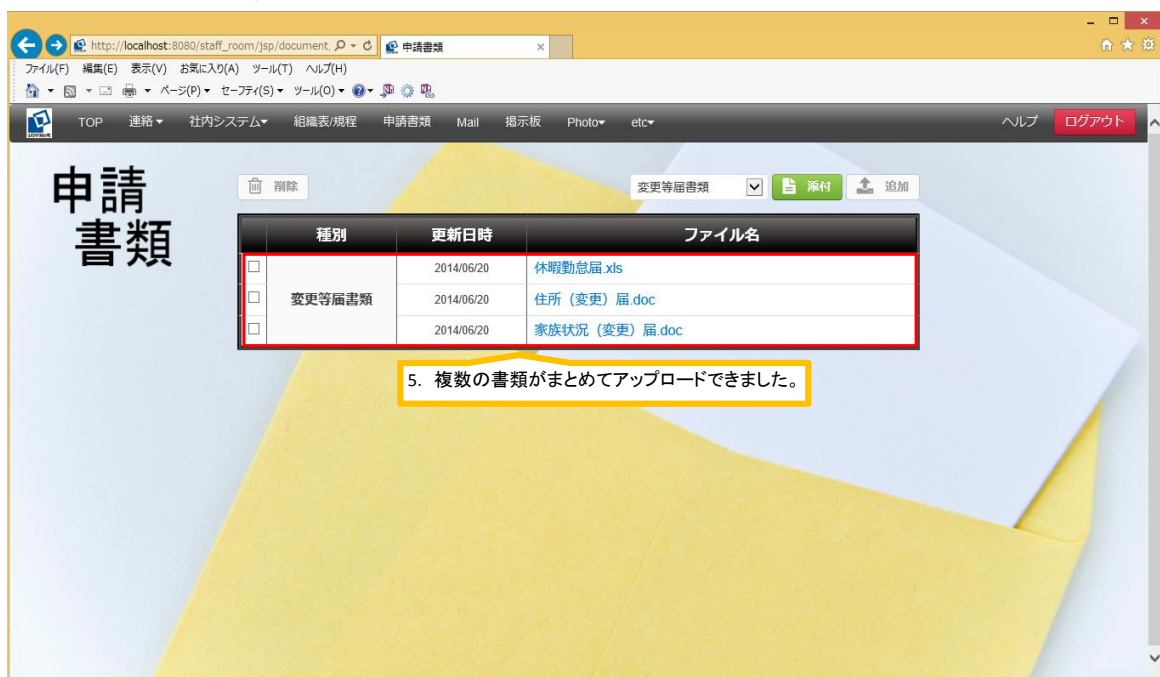 http://localhost:8080/staff_room/jsp/document, 申請書類
ファイル(F) 編集(E) 表示(V) お気に入り(A) ツール(T) ヘルプ(H)
ページ(P) セーフティ(S) ツール(O)
TOP 連絡 社内システム 組織表/規程 申請書類 Mail 掲示板 Photo etc ヘルプ ログアウト
申請
書類
削除 変更等届書類 添付 追加
種別 更新日時 ファイル名
2014/06/20 休暇勤怠届.xls
変更等届書類 2014/06/20 住所（変更）届.doc
2014/06/20 家族状況（変更）届.doc
5. 複数の書類がまとめてアップロードできました。